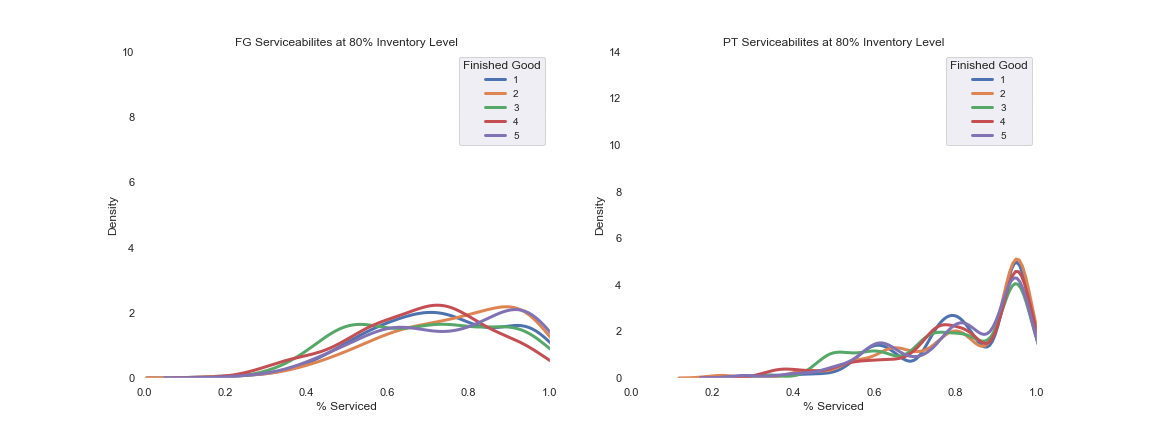 FG Serviceabilites at 80% Inventory Level
Finished Good
1
2
3
4
5
10
8
6
4
2
0
Density
0.0 0.2 0.4 0.6 0.8 1.0
% Serviced
PT Serviceabilites at 80% Inventory Level
Finished Good
1
2
3
4
5
14
12
10
8
6
4
2
0
Density
0.0 0.2 0.4 0.6 0.8 1.0
% Serviced